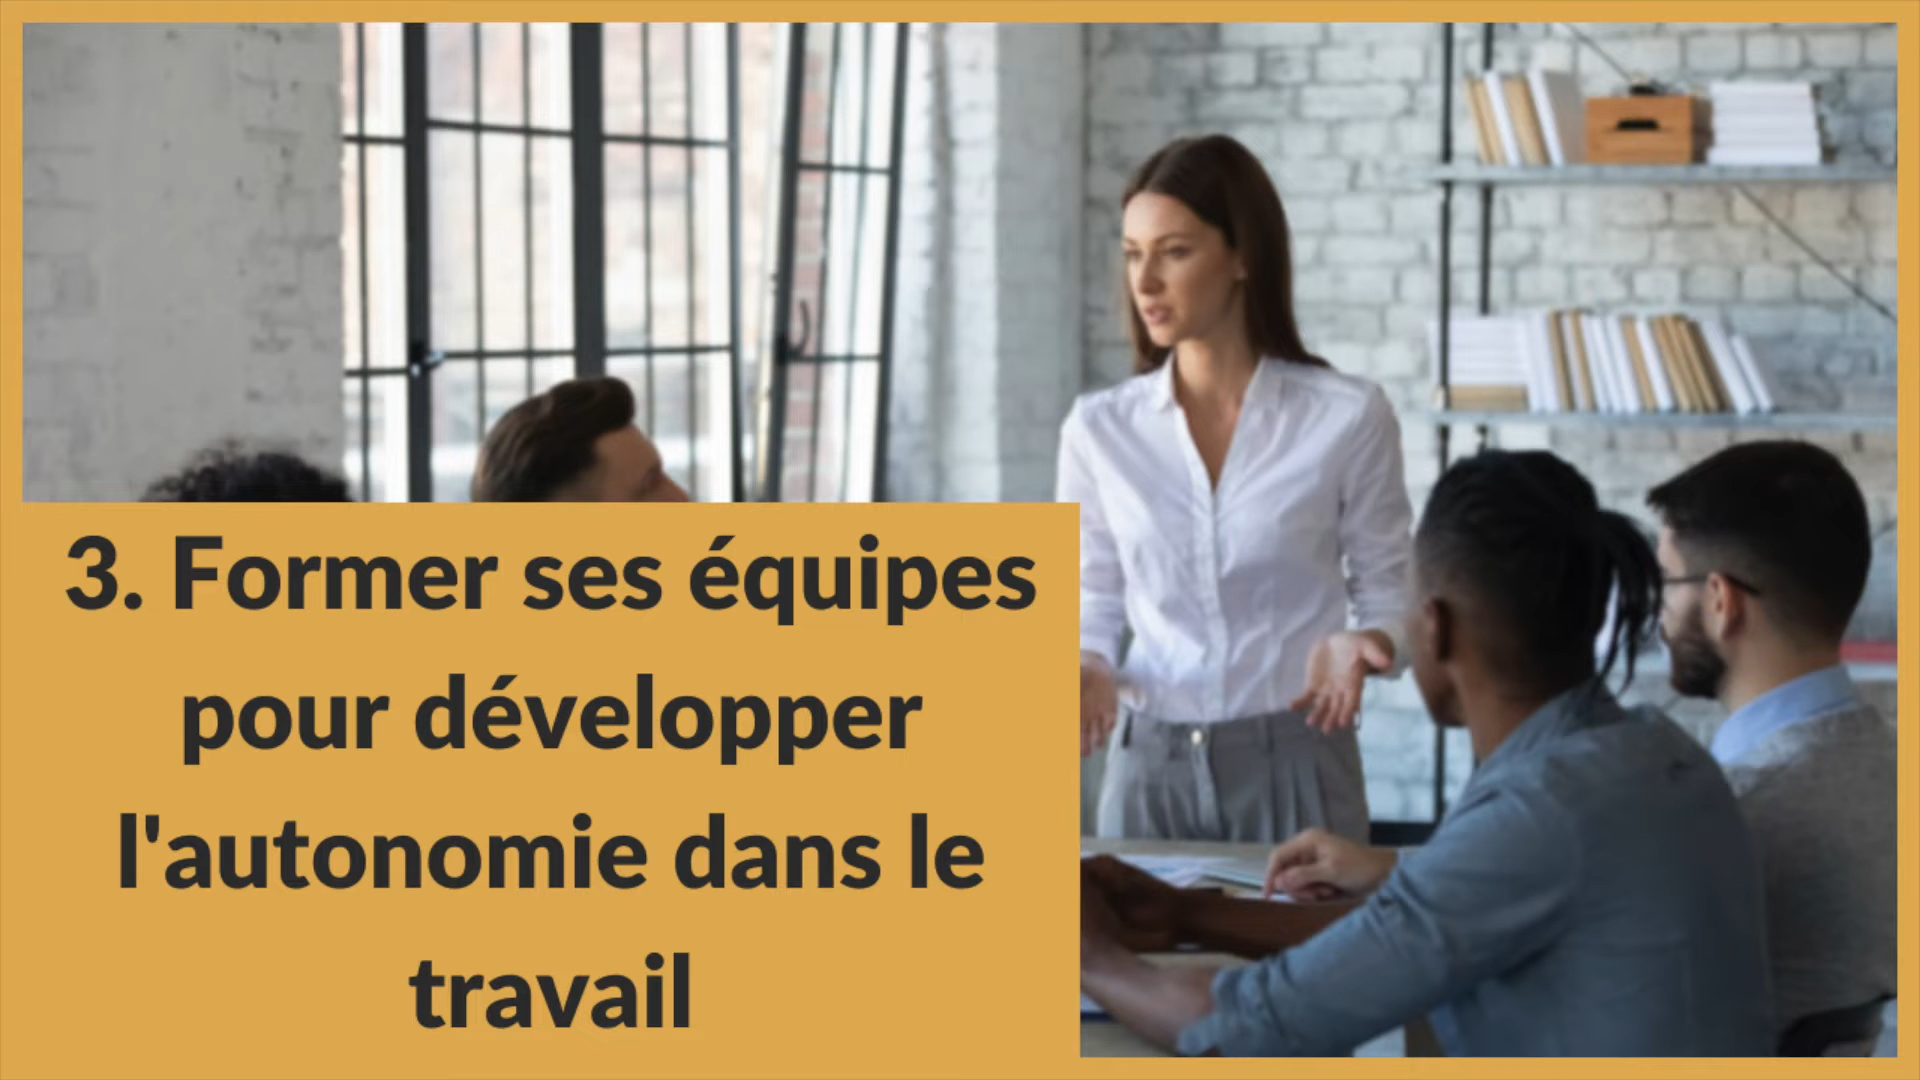 3. Former ses équipes
pour développer
l'autonomie dans le
travail